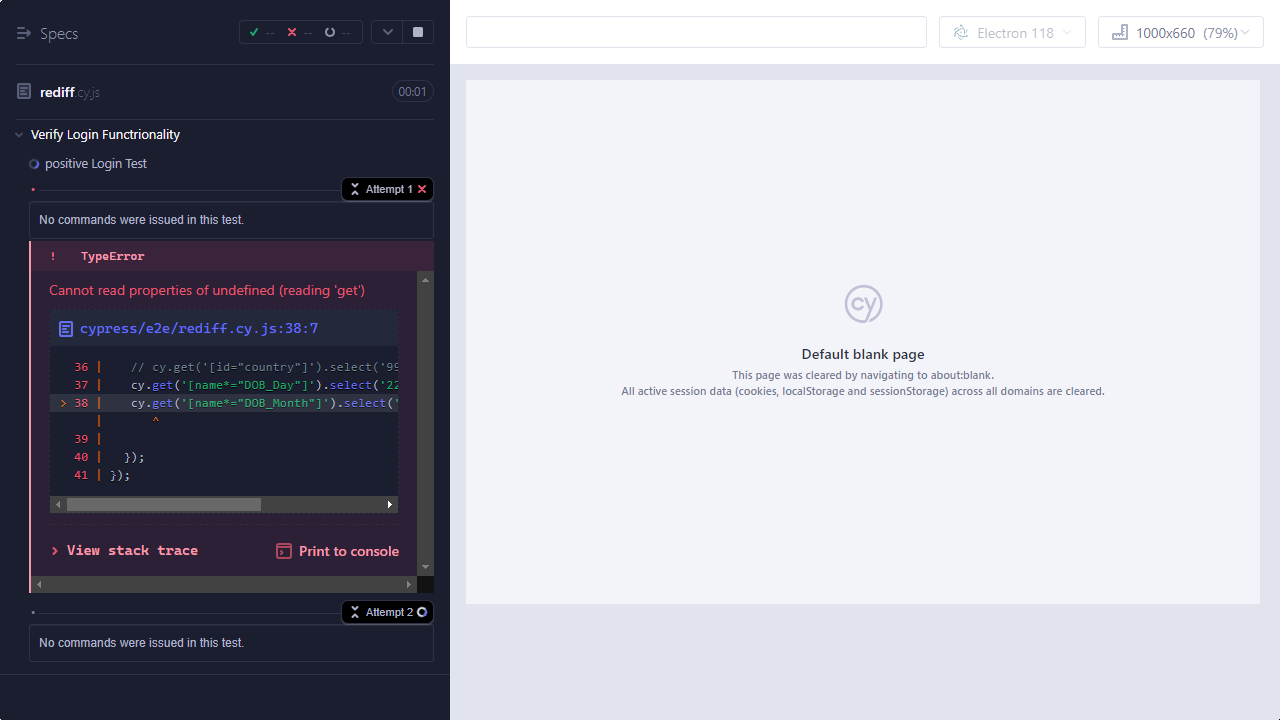 Specs
--
--
--
rediff.cy.js
00:01
Verify Login Functrionality
positive Login Test
Attempt 1
No commands were issued in this test.
! TypeError
Cannot read properties of undefined (reading 'get')
cypress/e2e/rediff.cy.js:38:7
36 | // cy.get('[id="country"]').select('99
37 | cy.get('[name*="DOB_Day"]').select('22
> 38 | cy.get('[name*="DOB_Month"]').select('
| ^
39 |
40 | });
41 | });
> View stack trace
Print to console
Attempt 2
No commands were issued in this test.
Electron 118
1000x660 (79%)
cy
Default blank page
This page was cleared by navigating to about:blank.
All active session data (cookies, localStorage and sessionStorage) across all domains are cleared.